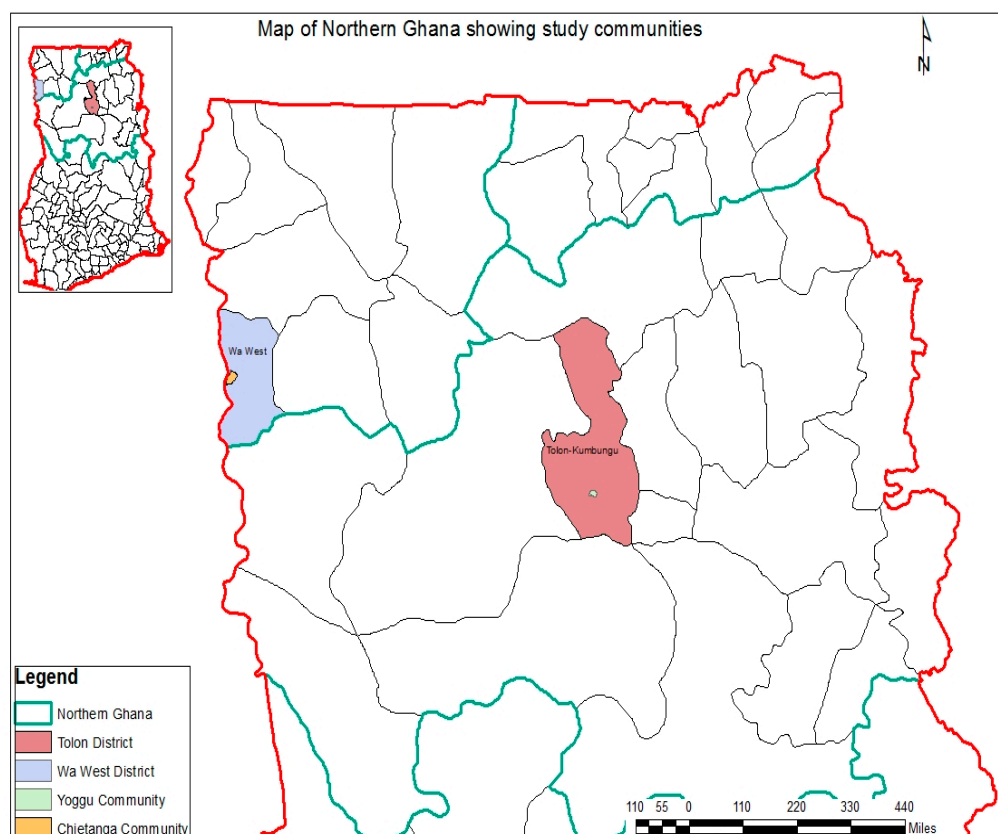 Map of Northern Ghana showing study communities
N
Wa West
Tolon-Kumbungu
Legend
Northern Ghana
Tolon District
Wa West District
Yoggu Community
Chietanga Community
110 55 0 110 220 330 440
Miles